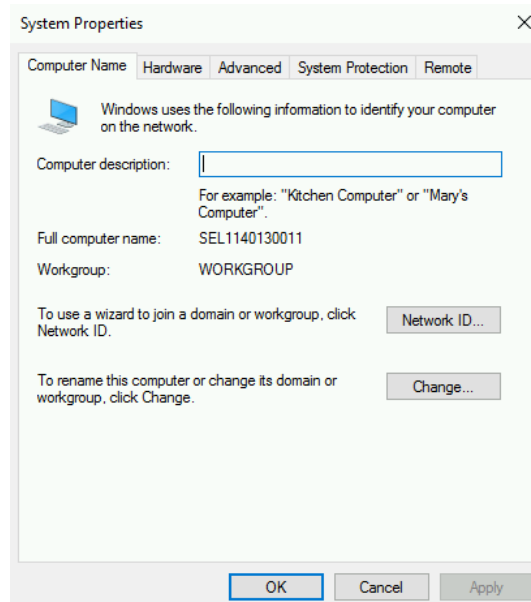 System Properties
Computer Name Hardware Advanced System Protection Remote
Windows uses the following information to identify your computer
on the network.
Computer description:
For example: "Kitchen Computer" or "Mary's
Computer".
Full computer name: SEL1140130011
Workgroup: WORKGROUP
To use a wizard to join a domain or workgroup, click
Network ID.
Network ID...
To rename this computer or change its domain or
workgroup, click Change.
Change...
OK Cancel Apply